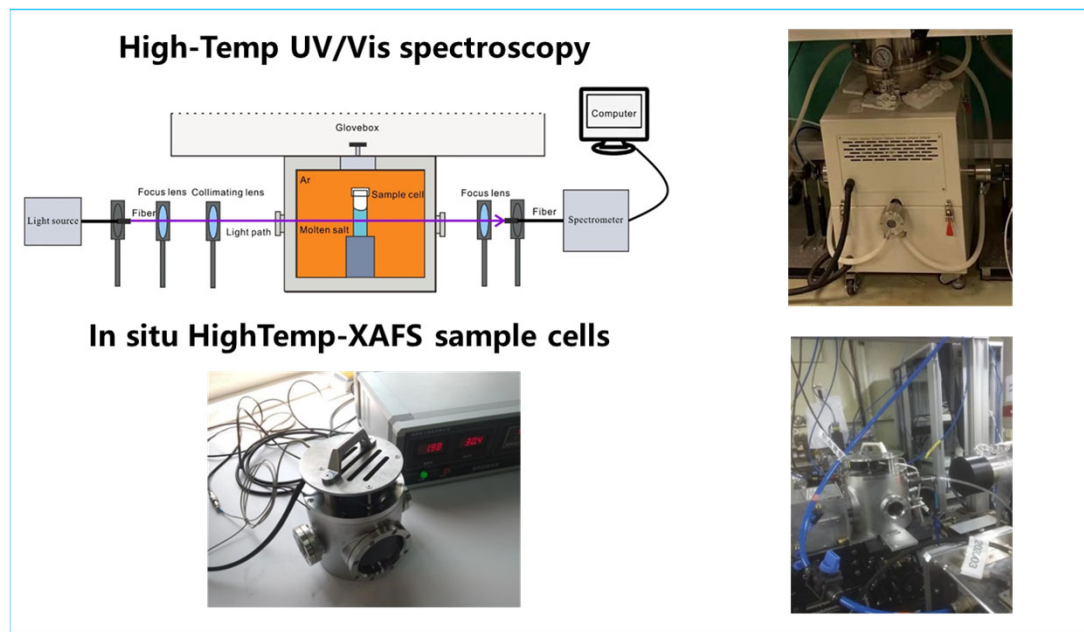 High-Temp UV/Vis spectroscopy
Computer
Glovebox
Ar
Focus lens
Collimating lens
Sample cell
Focus lens
Light source
Fiber
Fiber
Spectrometer
Light path
Molten salt
In situ HighTemp-XAFS sample cells